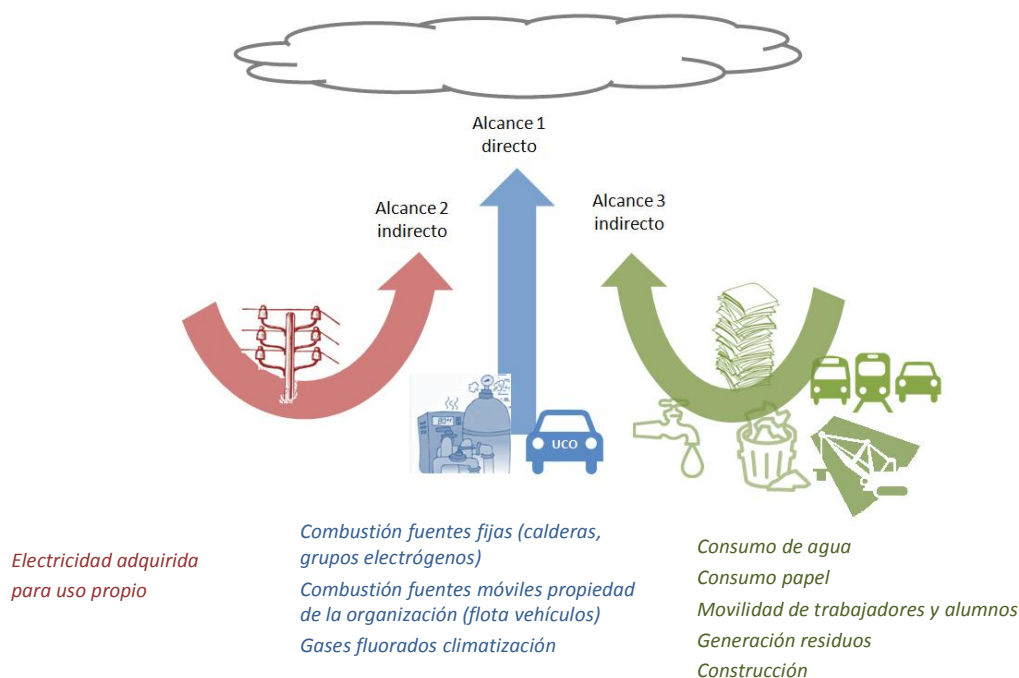 Alcance 1
directo
Alcance 2
indirecto
Alcance 3
indirecto
UCO
Electricidad adquirida
para uso propio
Combustión fuentes fijas (calderas,
grupos electrógenos)
Combustión fuentes móviles propiedad
de la organización (flota vehículos)
Gases fluorados climatización
Consumo de agua
Consumo papel
Movilidad de trabajadores y alumnos
Generación residuos
Construcción